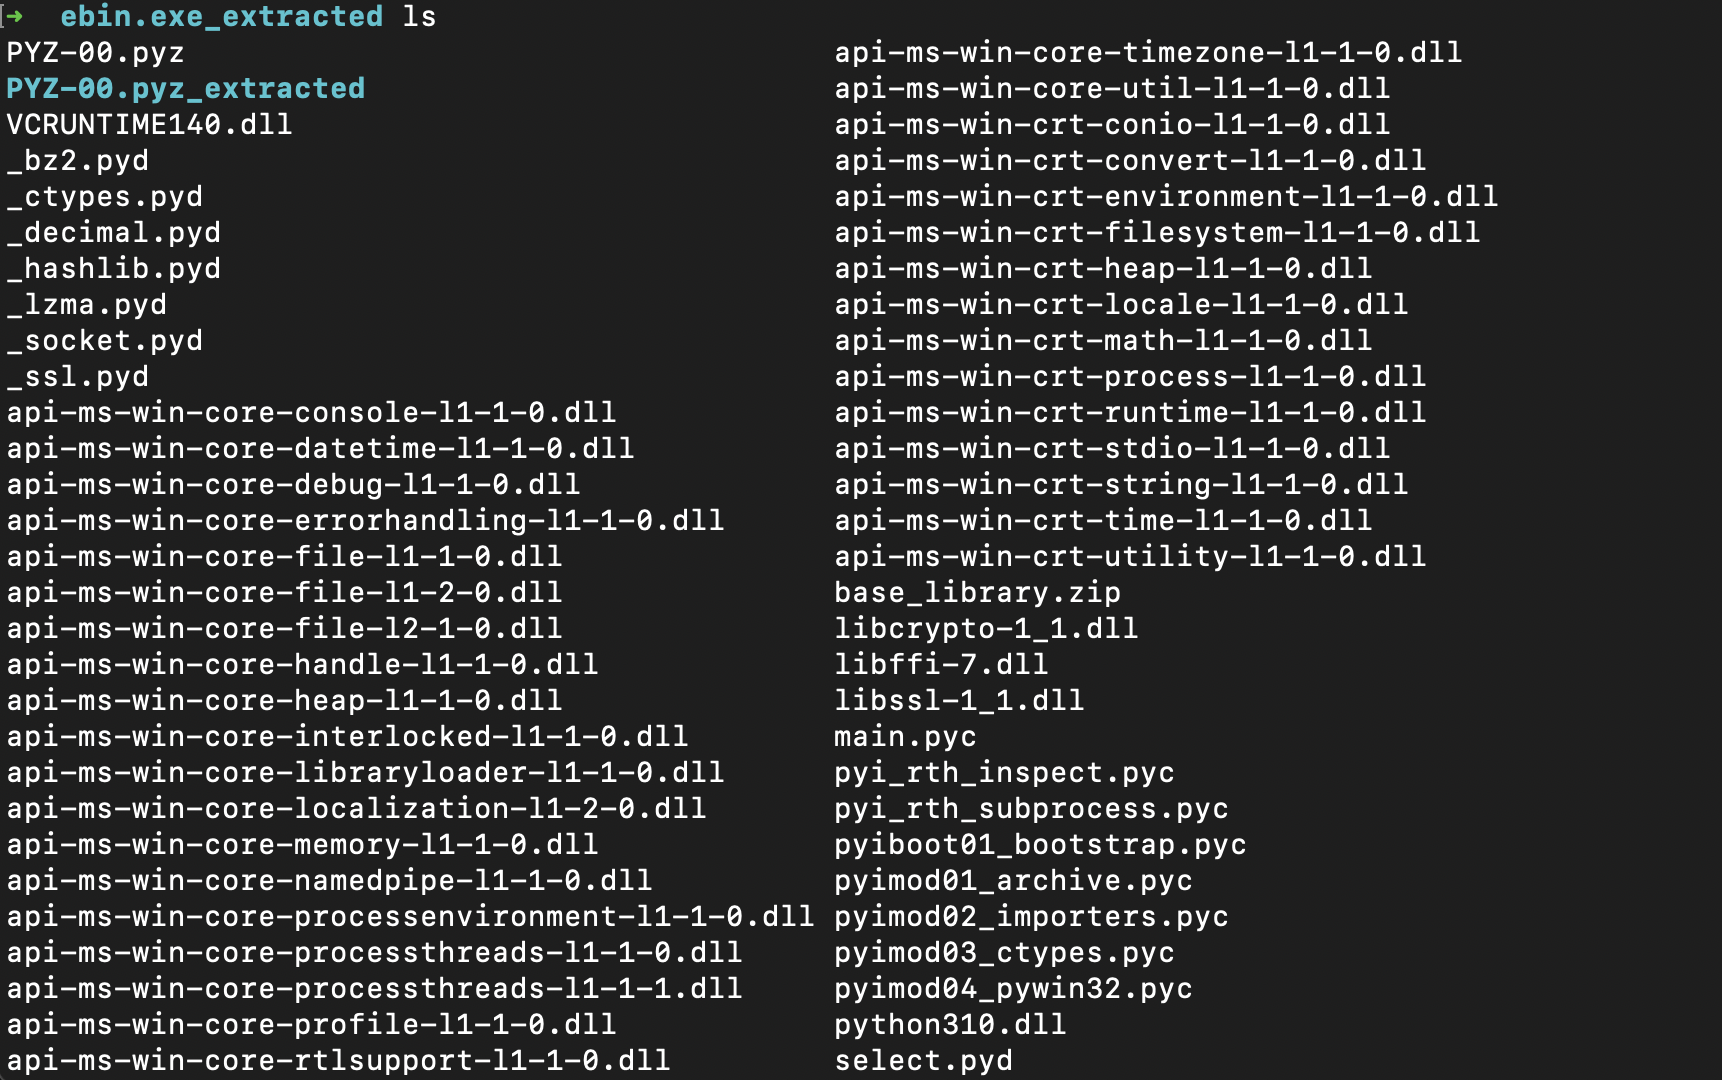 → ebin.exe_extracted ls
PYZ-00.pyz
PYZ-00.pyz_extracted
VCRUNTIME140.dll
_bz2.pyd
_ctypes.pyd
_decimal.pyd
_hashlib.pyd
_lzma.pyd
_socket.pyd
_ssl.pyd
api-ms-win-core-console-l1-1-0.dll
api-ms-win-core-datetime-l1-1-0.dll
api-ms-win-core-debug-l1-1-0.dll
api-ms-win-core-errorhandling-l1-1-0.dll
api-ms-win-core-file-l1-1-0.dll
api-ms-win-core-file-l1-2-0.dll
api-ms-win-core-file-l2-1-0.dll
api-ms-win-core-handle-l1-1-0.dll
api-ms-win-core-heap-l1-1-0.dll
api-ms-win-core-interlocked-l1-1-0.dll
api-ms-win-core-libraryloader-l1-1-0.dll
api-ms-win-core-localization-l1-2-0.dll
api-ms-win-core-memory-l1-1-0.dll
api-ms-win-core-namedpipe-l1-1-0.dll
api-ms-win-core-processenvironment-l1-1-0.dll
api-ms-win-core-processthreads-l1-1-0.dll
api-ms-win-core-processthreads-l1-1-1.dll
api-ms-win-core-profile-l1-1-0.dll
api-ms-win-core-rtlsupport-l1-1-0.dll
api-ms-win-core-timezone-l1-1-0.dll
api-ms-win-core-util-l1-1-0.dll
api-ms-win-crt-conio-l1-1-0.dll
api-ms-win-crt-convert-l1-1-0.dll
api-ms-win-crt-environment-l1-1-0.dll
api-ms-win-crt-filesystem-l1-1-0.dll
api-ms-win-crt-heap-l1-1-0.dll
api-ms-win-crt-locale-l1-1-0.dll
api-ms-win-crt-math-l1-1-0.dll
api-ms-win-crt-process-l1-1-0.dll
api-ms-win-crt-runtime-l1-1-0.dll
api-ms-win-crt-stdio-l1-1-0.dll
api-ms-win-crt-string-l1-1-0.dll
api-ms-win-crt-time-l1-1-0.dll
api-ms-win-crt-utility-l1-1-0.dll
base_library.zip
libcrypto-1_1.dll
libffi-7.dll
libssl-1_1.dll
main.pyc
pyi_rth_inspect.pyc
pyi_rth_subprocess.pyc
pyiboot01_bootstrap.pyc
pyimod01_archive.pyc
pyimod02_importers.pyc
pyimod03_ctypes.pyc
pyimod04_pywin32.pyc
python310.dll
select.pyd